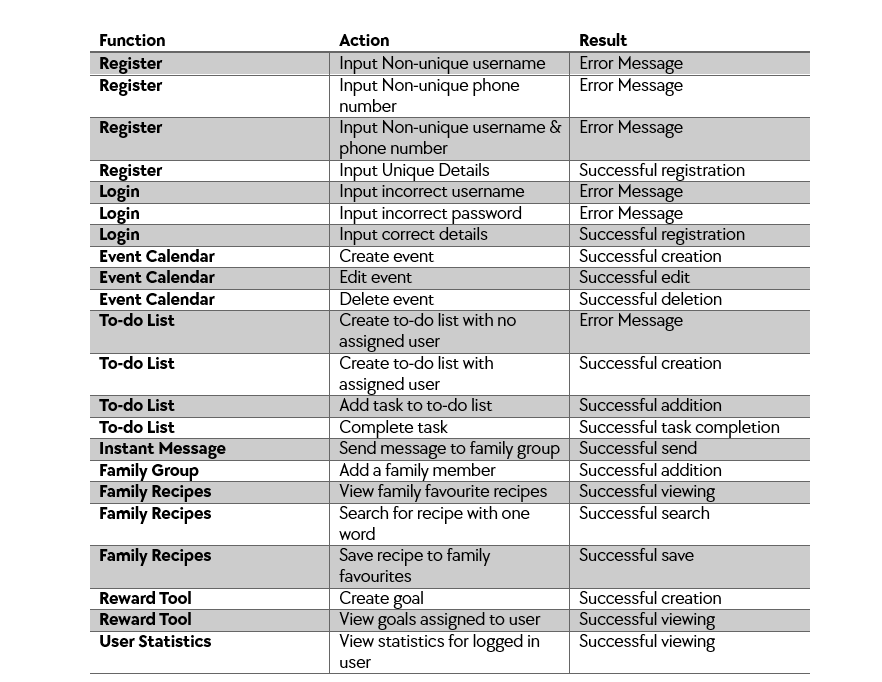 Function Action Result
Register Input Non-unique username Error Message
Register Input Non-unique phone Error Message
number
Register Input Non-unique username & Error Message
phone number
Register Input Unique Details Successful registration
Login Input incorrect username Error Message
Login Input incorrect password Error Message
Login Input correct details Successful registration
Event Calendar Create event Successful creation
Event Calendar Edit event Successful edit
Event Calendar Delete event Successful deletion
To-do List Create to-do list with no Error Message
assigned user
To-do List Create to-do list with Successful creation
assigned user
To-do List Add task to to-do list Successful addition
To-do List Complete task Successful task completion
Instant Message Send message to family group Successful send
Family Group Add a family member Successful addition
Family Recipes View family favourite recipes Successful viewing
Family Recipes Search for recipe with one Successful search
word
Family Recipes Save recipe to family Successful save
favourites
Reward Tool Create goal Successful creation
Reward Tool View goals assigned to user Successful viewing
User Statistics View statistics for logged in Successful viewing
user